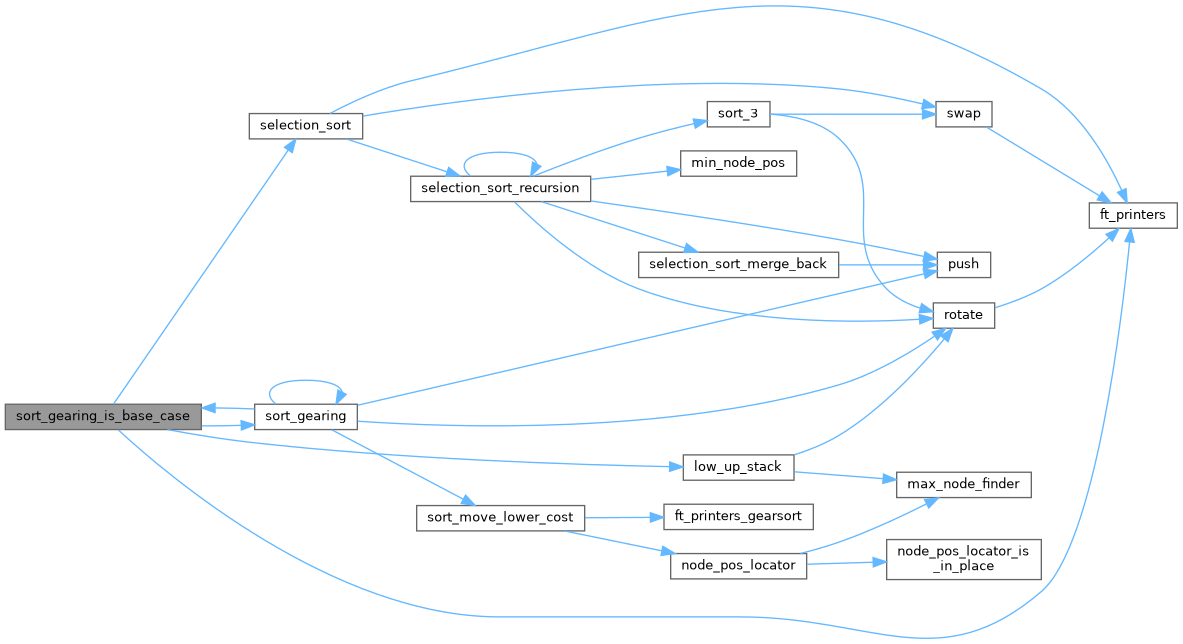 selection_sort
sort_3
swap
min_node_pos
selection_sort_recursion
ft_printers
selection_sort_merge_back
push
rotate
sort_gearing_is_base_case
sort_gearing
low_up_stack
max_node_finder
sort_move_lower_cost
ft_printers_gearsort
node_pos_locator
node_pos_locator_is
_in_place